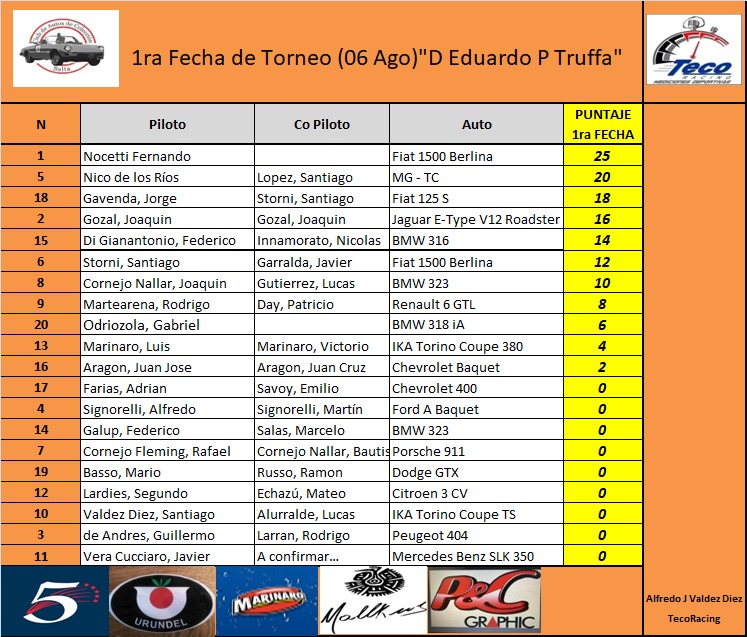 Club de Autos de Colección
Salta
1ra Fecha de Torneo (06 Ago)"D Eduardo P Truffa"
Teco
RACING
MEDICIONES DEPORTIVAS
N Piloto Co Piloto Auto PUNTAJE 1ra FECHA
1 Nocetti Fernando Fiat 1500 Berlina 25
5 Nico de los Ríos Lopez, Santiago MG - TC 20
18 Gavenda, Jorge Storni, Santiago Fiat 125 S 18
2 Gozal, Joaquin Gozal, Joaquin Jaguar E-Type V12 Roadster 16
15 Di Gianantonio, Federico Innamorato, Nicolas BMW 316 14
6 Storni, Santiago Garralda, Javier Fiat 1500 Berlina 12
8 Cornejo Nallar, Joaquin Gutierrez, Lucas BMW 323 10
9 Martearena, Rodrigo Day, Patricio Renault 6 GTL 8
20 Odriozola, Gabriel BMW 318 iA 6
13 Marinaro, Luis Marinaro, Victorio IKA Torino Coupe 380 4
16 Aragon, Juan Jose Aragon, Juan Cruz Chevrolet Baquet 2
17 Farias, Adrian Savoy, Emilio Chevrolet 400 0
4 Signorelli, Alfredo Signorelli, Martín Ford A Baquet 0
14 Galup, Federico Salas, Marcelo BMW 323 0
7 Cornejo Fleming, Rafael Cornejo Nallar, Bautis Porsche 911 0
19 Basso, Mario Russo, Ramon Dodge GTX 0
12 Lardies, Segundo Echazú, Mateo Citroen 3 CV 0
10 Valdez Diez, Santiago Alurralde, Lucas IKA Torino Coupe TS 0
3 de Andres, Guillermo Larran, Rodrigo Peugeot 404 0
11 Vera Cucciaro, Javier A confirmar... Mercedes Benz SLK 350 0
5
URUNDEL
MARINARO
P&C
GRAPHIC
Alfredo J Valdez Diez
TecoRacing